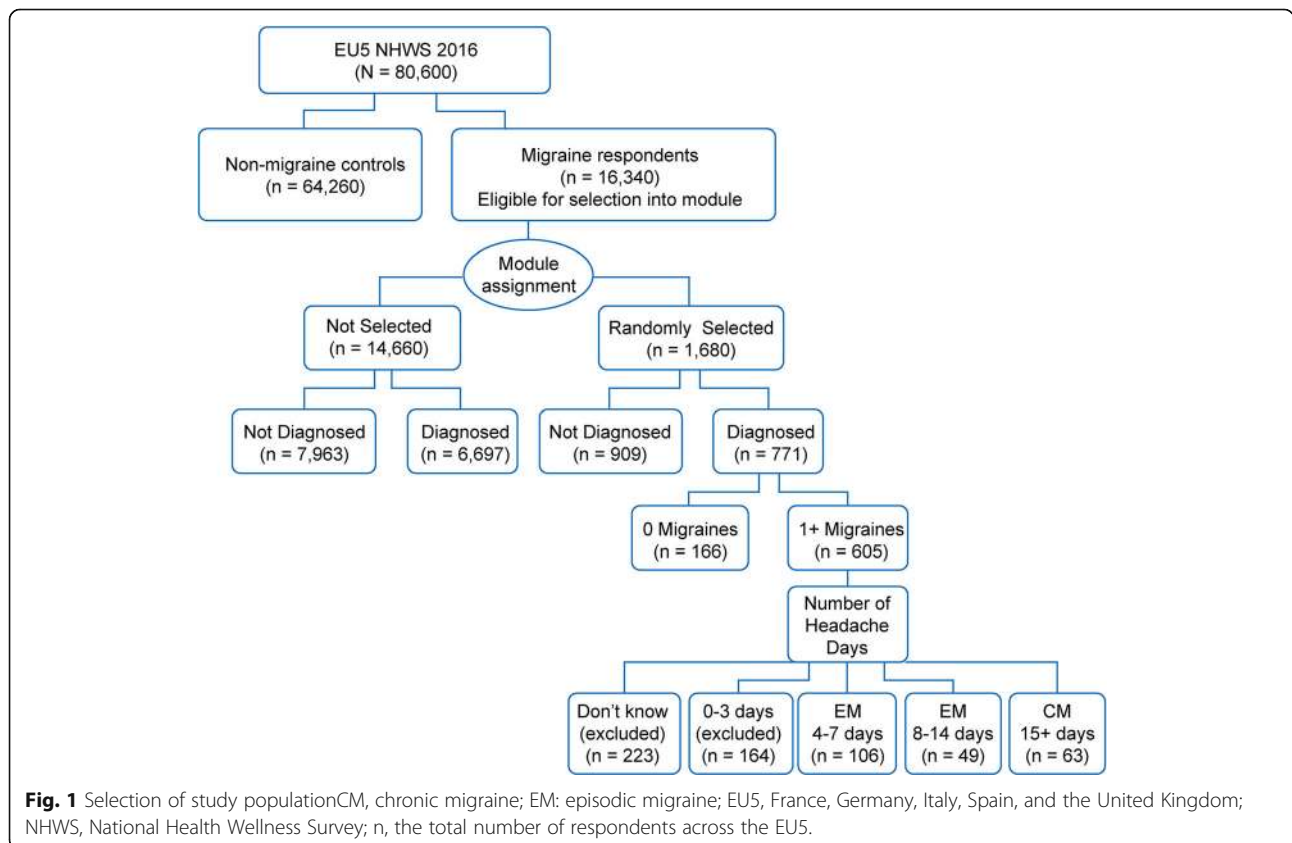 EU5 NHWS 2016
(N = 80,600)
Non-migraine controls
(n = 64,260)
Migraine respondents
(n = 16,340)
Eligible for selection into module
Module
assignment
Not Selected
(n = 14,660)
Randomly Selected
(n = 1,680)
Not Diagnosed
(n = 7,963)
Diagnosed
(n = 6,697)
Not Diagnosed
(n = 909)
Diagnosed
(n = 771)
0 Migraines
(n = 166)
1+ Migraines
(n = 605)
Number of
Headache
Days
Don't know
(excluded)
(n = 223)
0-3 days
(excluded)
(n = 164)
EM
4-7 days
(n = 106)
EM
8-14 days
(n = 49)
CM
15+ days
(n = 63)
Fig. 1 Selection of study populationCM, chronic migraine; EM: episodic migraine; EU5, France, Germany, Italy, Spain, and the United Kingdom;
NHWS, National Health Wellness Survey; n, the total number of respondents across the EU5.